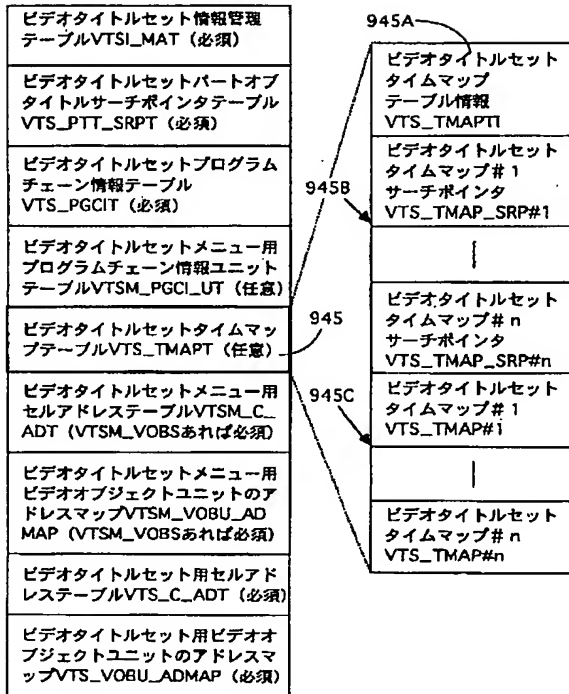 ビデオタイトルセット情報管理
テーブルVTSI_MAT（必須）
ビデオタイトルセットパートオブ
タイトルサーチポインタテーブル
VTS_PTT_SRPT（必須）
ビデオタイトルセットプログラム
チェーン情報テーブル
VTS_PGCIT（必須）
ビデオタイトルセットメニュー用
プログラムチェーン情報ユニット
テーブルVTSM_PGCI_UT（任意）
ビデオタイトルセットタイムマッ
プテーブルVTS_TMAPT（任意）
ビデオタイトルセットメニュー用
セルアドレステーブルVTSM_C_
ADT（VTSM_VOBSあれば必須）
ビデオタイトルセットメニュー用
ビデオオブジェクトユニットのア
ドレスマップVTSM_VOBU_AD
MAP（VTSM_VOBSあれば必須）
ビデオタイトルセット用セルアド
レステーブルVTS_C_ADT（必須）
ビデオタイトルセット用ビデオオ
ブジェクトユニットのアドレスマ
ップVTS_VOBU_ADMAP（必須）
945
945A
945B
945C
ビデオタイトルセット
タイムマップ
テーブル情報
VTS_TMAPTI
ビデオタイトルセット
タイムマップ＃1
サーチポインタ
VTS_TMAP_SRP#1
ビデオタイトルセット
タイムマップ＃n
サーチポインタ
VTS_TMAP_SRP#n
ビデオタイトルセット
タイムマップ＃1
VTS_TMAP#i
ビデオタイトルセット
タイムマップ＃n
VTS_TMAP#n